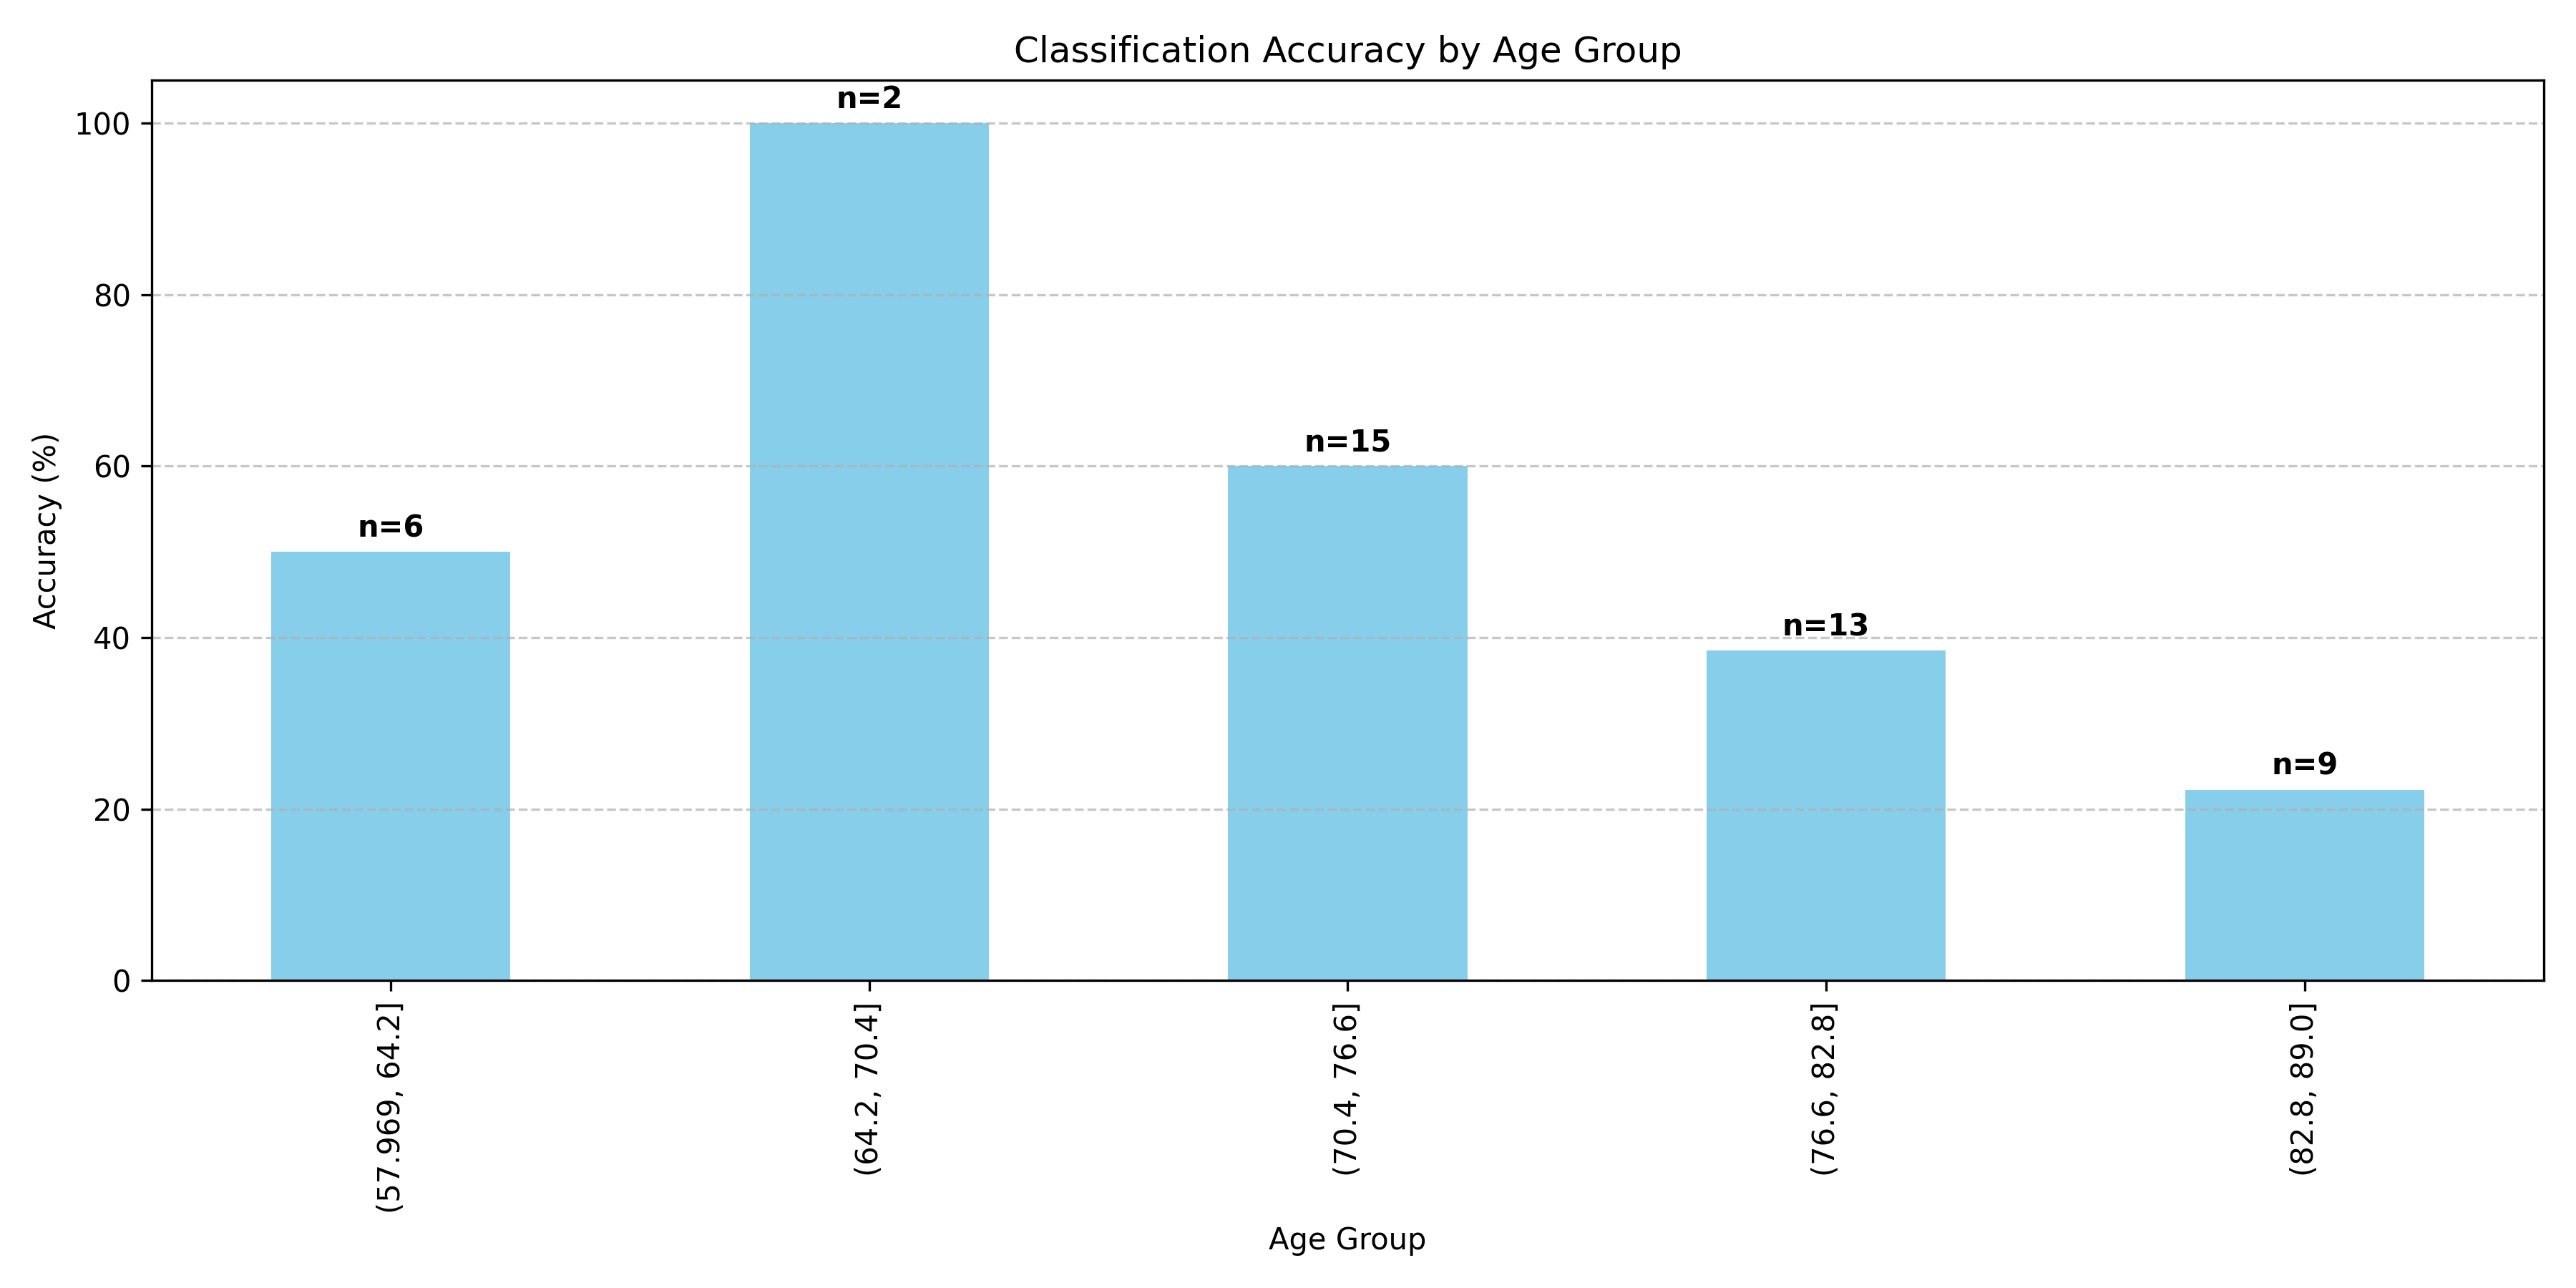 Classification Accuracy by Age Group
Accuracy (%)
100
80
60
40
20
0
n=6
n=2
n=15
n=13
n=9
(57.969, 64.2]
(64.2, 70.4]
(70.4, 76.6]
(76.6, 82.8]
(82.8, 89.0]
Age Group